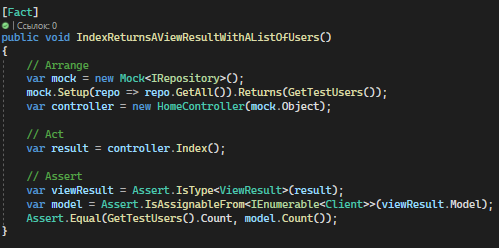 [Fact]
| Ссылок: 0
public void IndexReturnsAViewResultWithAListOfUsers()
{
// Arrange
var mock = new Mock<IRepository>();
mock.Setup(repo => repo.GetAll()).Returns(GetTestUsers());
var controller = new HomeController(mock.Object);
// Act
var result = controller.Index();
// Assert
var viewResult = Assert.IsType<ViewResult>(result);
var model = Assert.IsAssignableFrom<IEnumerable<Client>>(viewResult.Model);
Assert.Equal(GetTestUsers().Count, model.Count());
}